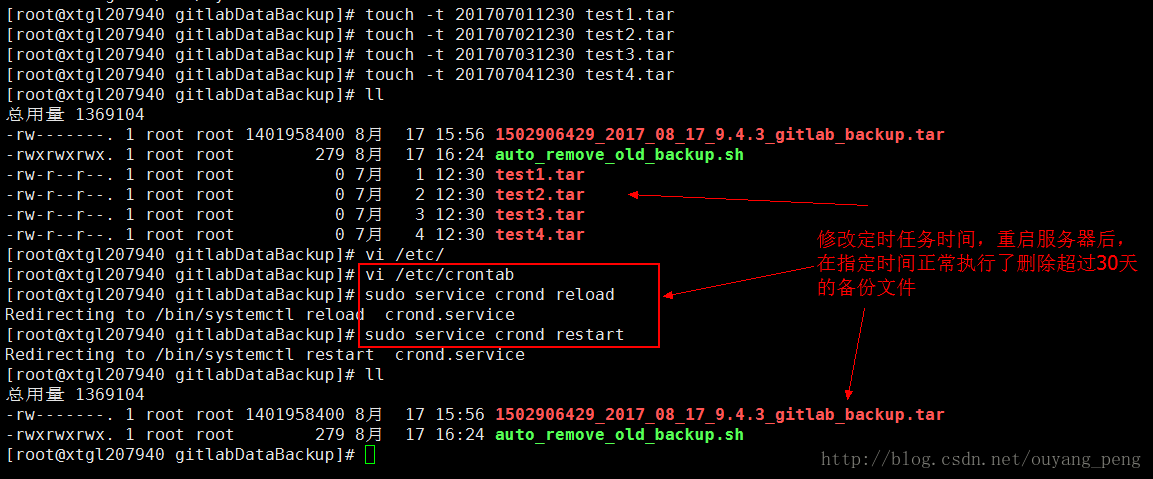 [root@xtgl207940 gitlabDataBackup]# touch -t 201707011230 test1.tar
[root@xtgl207940 gitlabDataBackup]# touch -t 201707021230 test2.tar
[root@xtgl207940 gitlabDataBackup]# touch -t 201707031230 test3.tar
[root@xtgl207940 gitlabDataBackup]# touch -t 201707041230 test4.tar
[root@xtgl207940 gitlabDataBackup]# ll
总用量 1369104
-rw-------. 1 root root 1401958400 8月  17 15:56 1502906429_2017_08_17_9.4.3_gitlab_backup.tar
-rwxrwxrwx. 1 root root        279 8月  17 16:24 auto_remove_old_backup.sh
-rw-r--r--. 1 root root          0 7月   1 12:30 test1.tar
-rw-r--r--. 1 root root          0 7月   2 12:30 test2.tar
-rw-r--r--. 1 root root          0 7月   3 12:30 test3.tar
-rw-r--r--. 1 root root          0 7月   4 12:30 test4.tar
[root@xtgl207940 gitlabDataBackup]# vi /etc/
[root@xtgl207940 gitlabDataBackup]# vi /etc/crontab
[root@xtgl207940 gitlabDataBackup]# sudo service crond reload
Redirecting to /bin/systemctl reload  crond.service
[root@xtgl207940 gitlabDataBackup]# sudo service crond restart
Redirecting to /bin/systemctl restart  crond.service
[root@xtgl207940 gitlabDataBackup]# ll
总用量 1369104
-rw-------. 1 root root 1401958400 8月  17 15:56 1502906429_2017_08_17_9.4.3_gitlab_backup.tar
-rwxrwxrwx. 1 root root        279 8月  17 16:24 auto_remove_old_backup.sh
[root@xtgl207940 gitlabDataBackup]#
修改定时任务时间，重启服务器后，
在指定时间正常执行了删除超过30天
的备份文件
http://blog.csdn.net/ouyang_peng